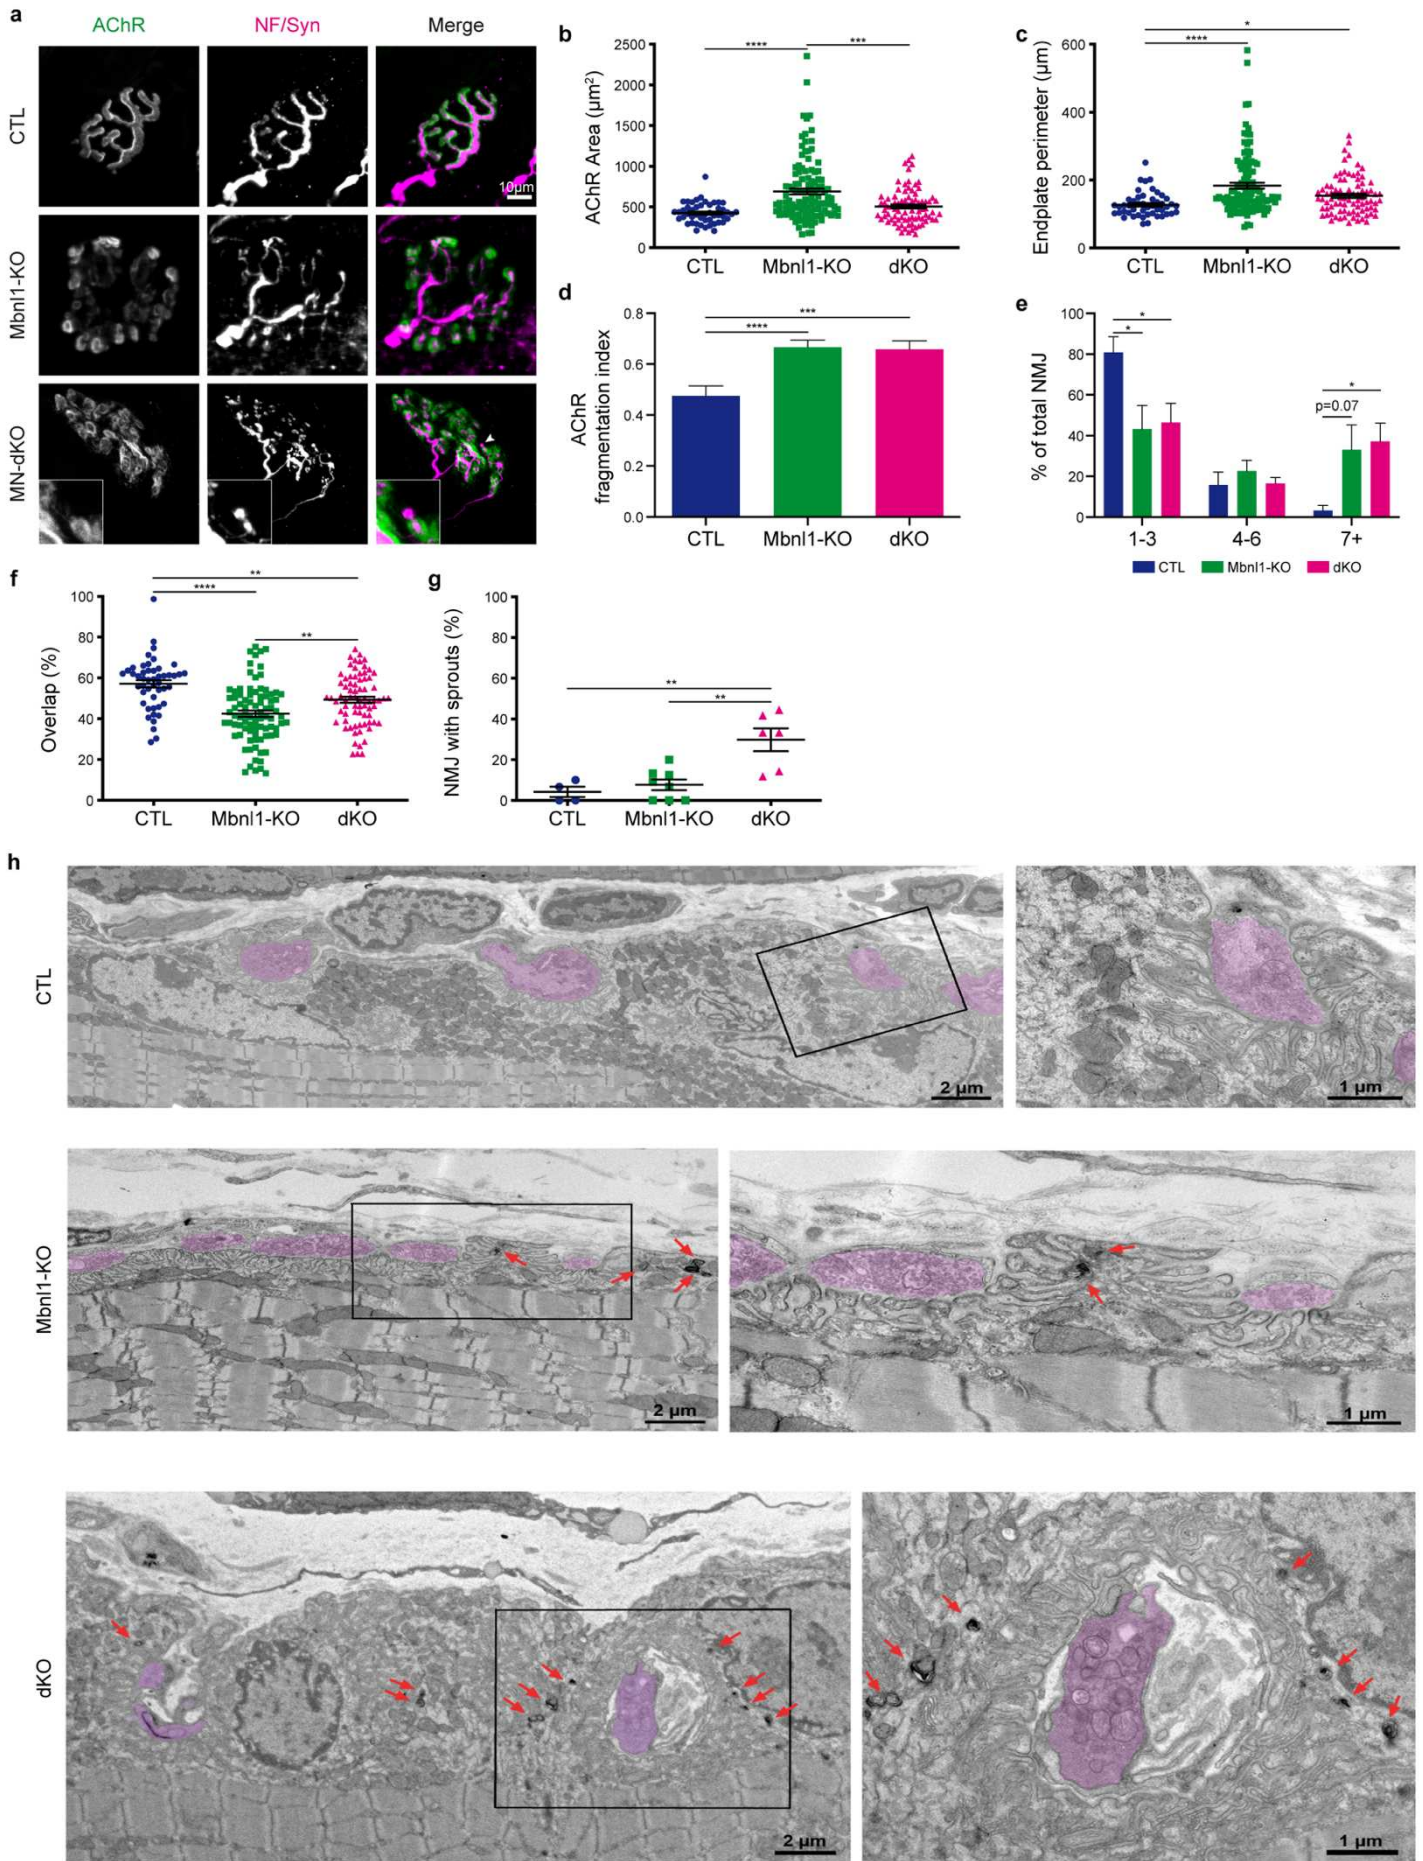 a
AChR
NF/Syn
Merge
CTL
10µm
Mbnl1-KO
MN-dKO
b
AChR Area (µm²)
2500
2000
1500
1000
500
0
****
***
CTL
Mbnl1-KO
dKO
c
Endplate perimeter (µm)
600
400
200
0
*
****
CTL
Mbnl1-KO
dKO
d
AChR
fragmentation index
0.8
0.6
0.4
0.2
0.0
***
****
CTL
Mbnl1-KO
dKO
e
% of total NMJ
100
80
60
40
20
0
*
*
*
p=0.07
1-3
4-6
7+
CTL
Mbnl1-KO
dKO
f
Overlap (%)
100
80
60
40
20
0
**
****
**
CTL
Mbnl1-KO
dKO
g
NMJ with sprouts (%)
100
80
60
40
20
0
**
**
CTL
Mbnl1-KO
dKO
h
CTL
2 µm
1 µm
Mbnl1-KO
2 µm
1 µm
dKO
2 µm
1 µm